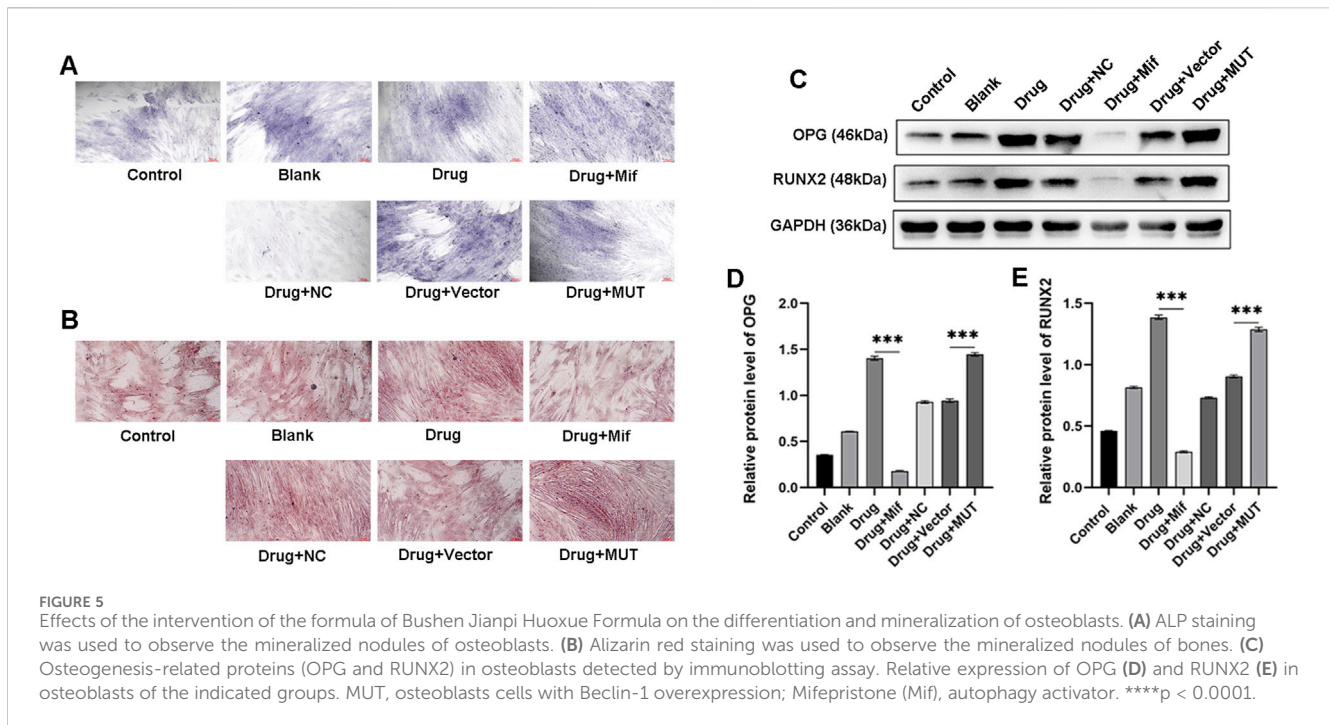 A
Control
Blank
Drug
Drug+Mif
Drug+NC
Drug+Vector
Drug+MUT
B
Control
Blank
Drug
Drug+Mif
Drug+NC
Drug+Vector
Drug+MUT
C
Control
Blank
Drug
Drug+NC
Drug+Mif
Drug+Vector
Drug+MUT
OPG (46kDa)
RUNX2 (48kDa)
GAPDH (36kDa)
D
Relative protein level of OPG
2.0
1.5
1.0
0.5
0.0
***
***
Control
Blank
Drug
Drug+Mif
Drug+NC
Drug+Vector
Drug+MUT
E
Relative protein level of RUNX2
1.5
1.0
0.5
0.0
***
***
Control
Blank
Drug
Drug+Mif
Drug+NC
Drug+Vector
Drug+MUT
FIGURE 5
Effects of the intervention of the formula of Bushen Jianpi Huoxue Formula on the differentiation and mineralization of osteoblasts. (A) ALP staining
was used to observe the mineralized nodules of osteoblasts. (B) Alizarin red staining was used to observe the mineralized nodules of bones. (C)
Osteogenesis-related proteins (OPG and RUNX2) in osteoblasts detected by immunoblotting assay. Relative expression of OPG (D) and RUNX2 (E) in
osteoblasts of the indicated groups. MUT, osteoblasts cells with Beclin-1 overexpression; Mifepristone (Mif), autophagy activator. ****p < 0.0001.